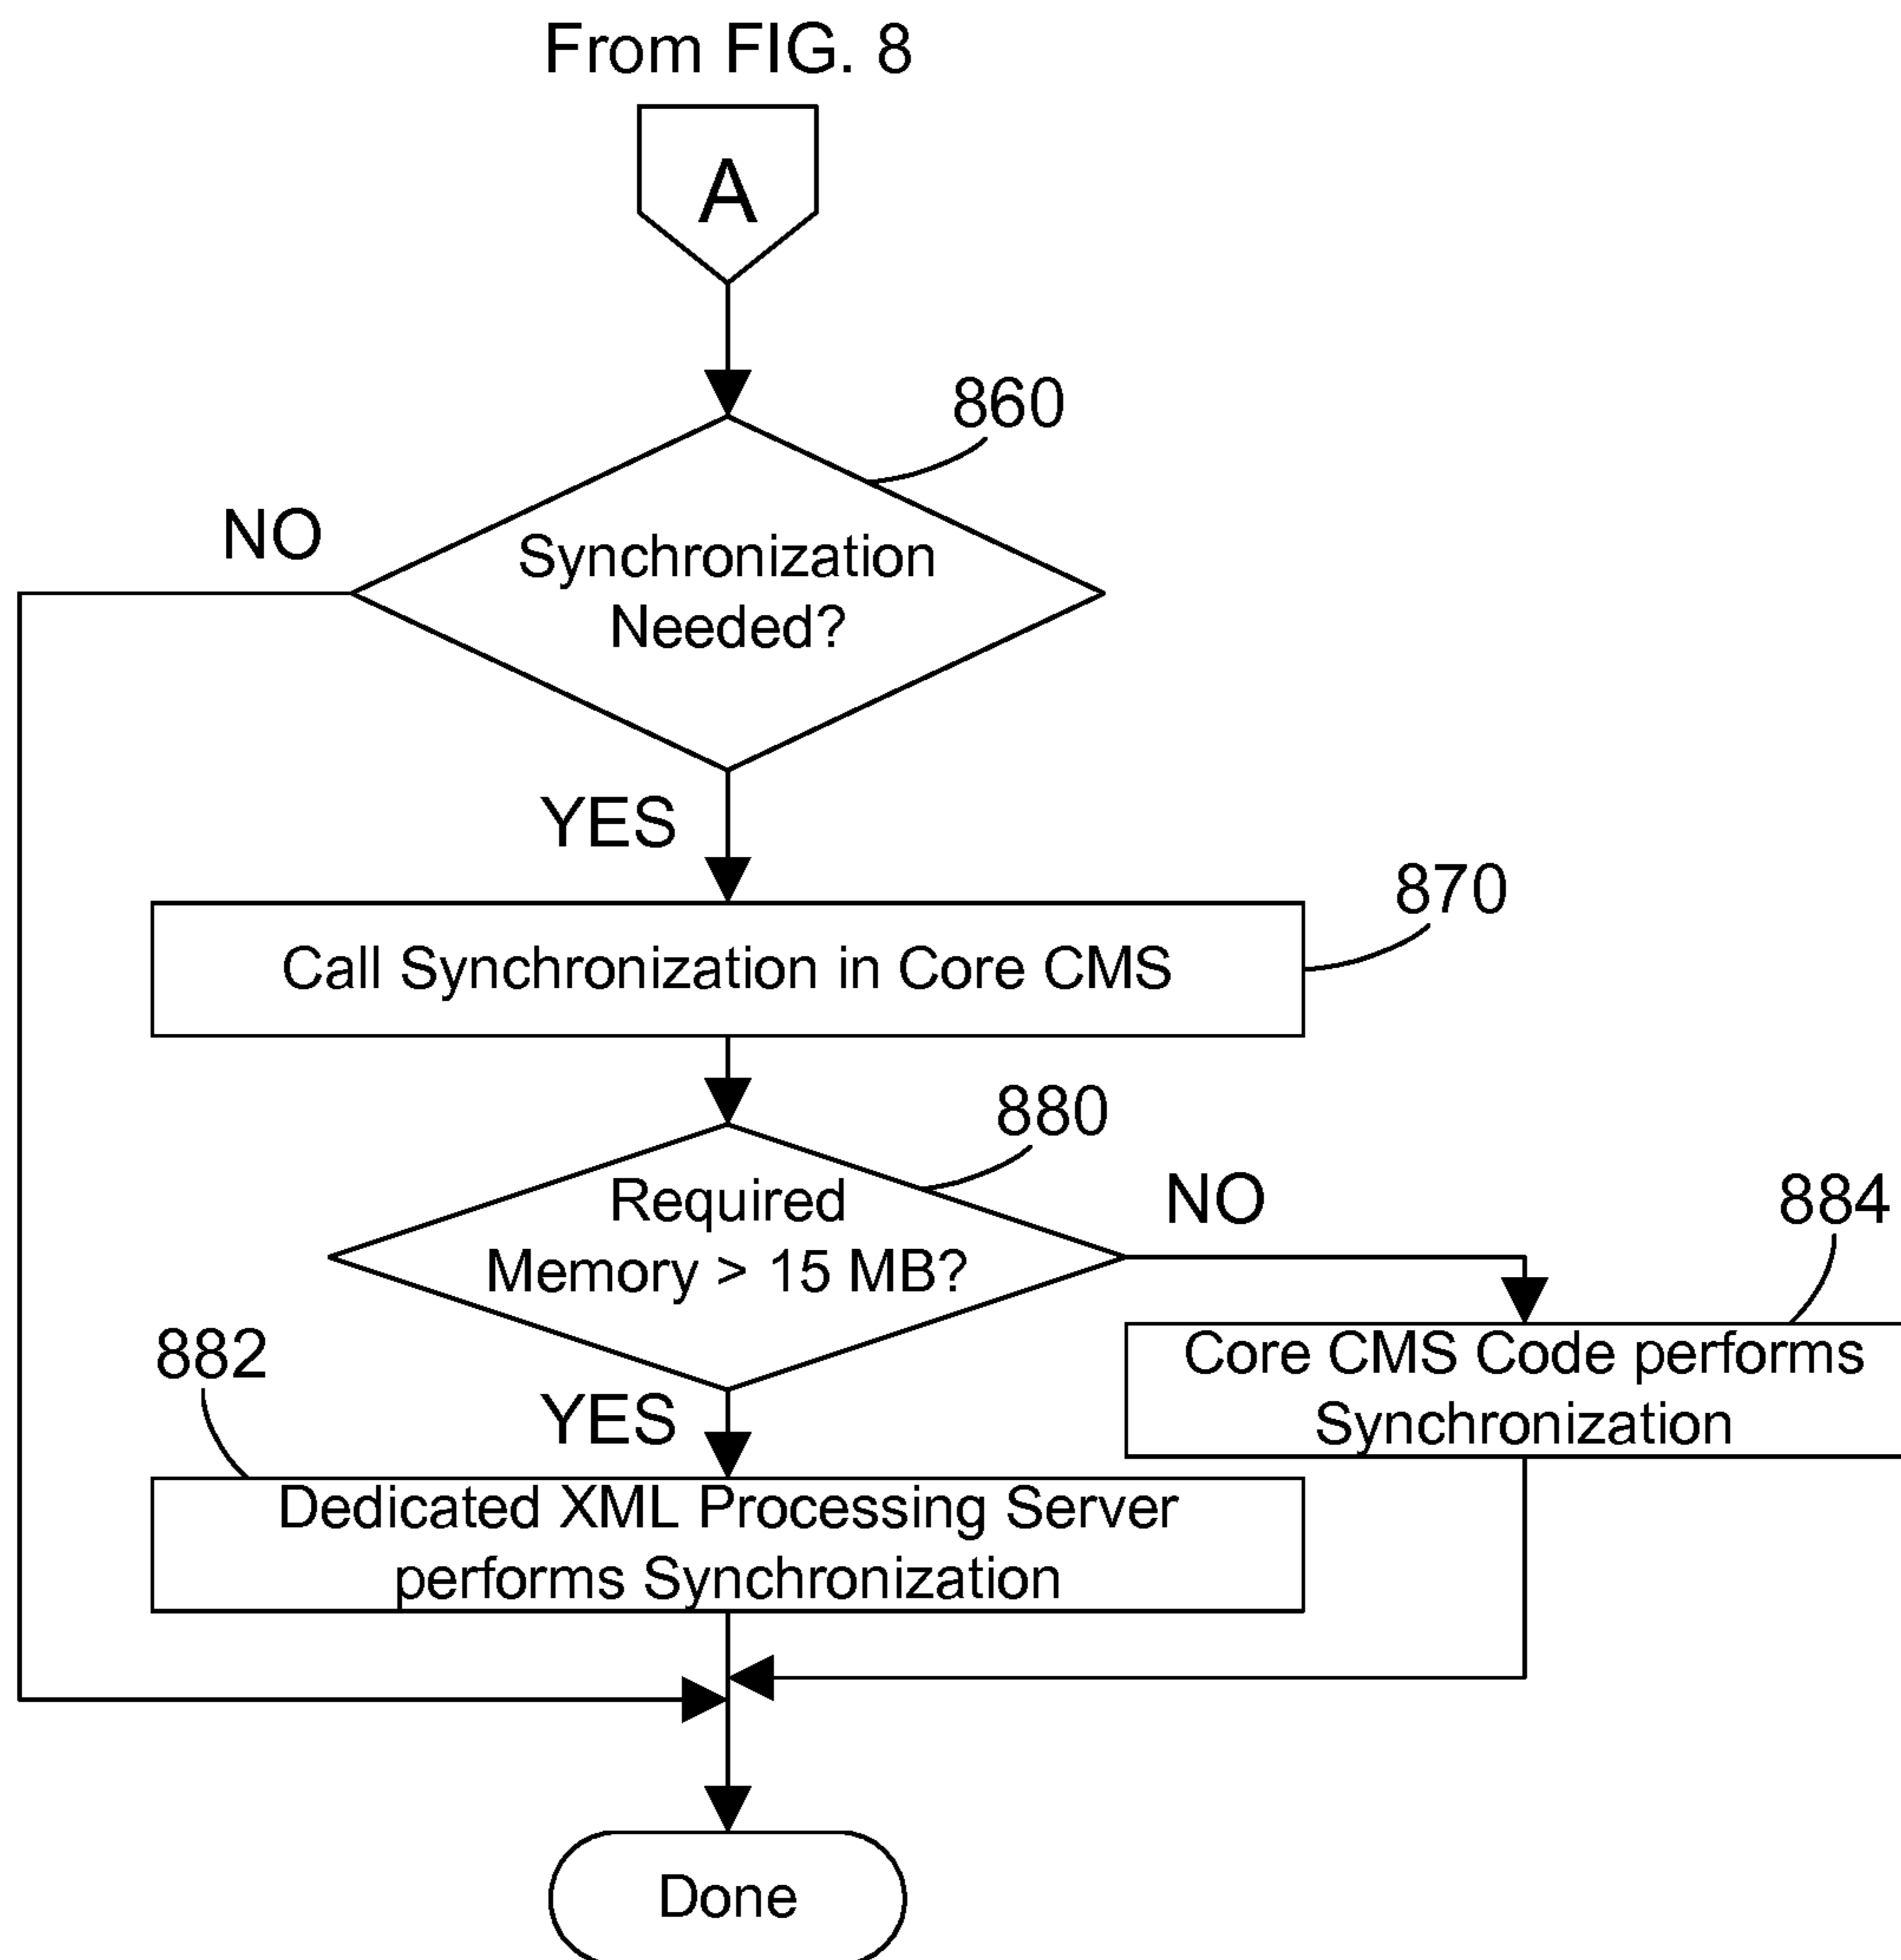 From FIG. 8
A
860
NO
Synchronization
Needed?
YES
870
Call Synchronization in Core CMS
880
Required
Memory > 15 MB?
NO
884
Core CMS Code performs
Synchronization
882
YES
Dedicated XML Processing Server
performs Synchronization
Done